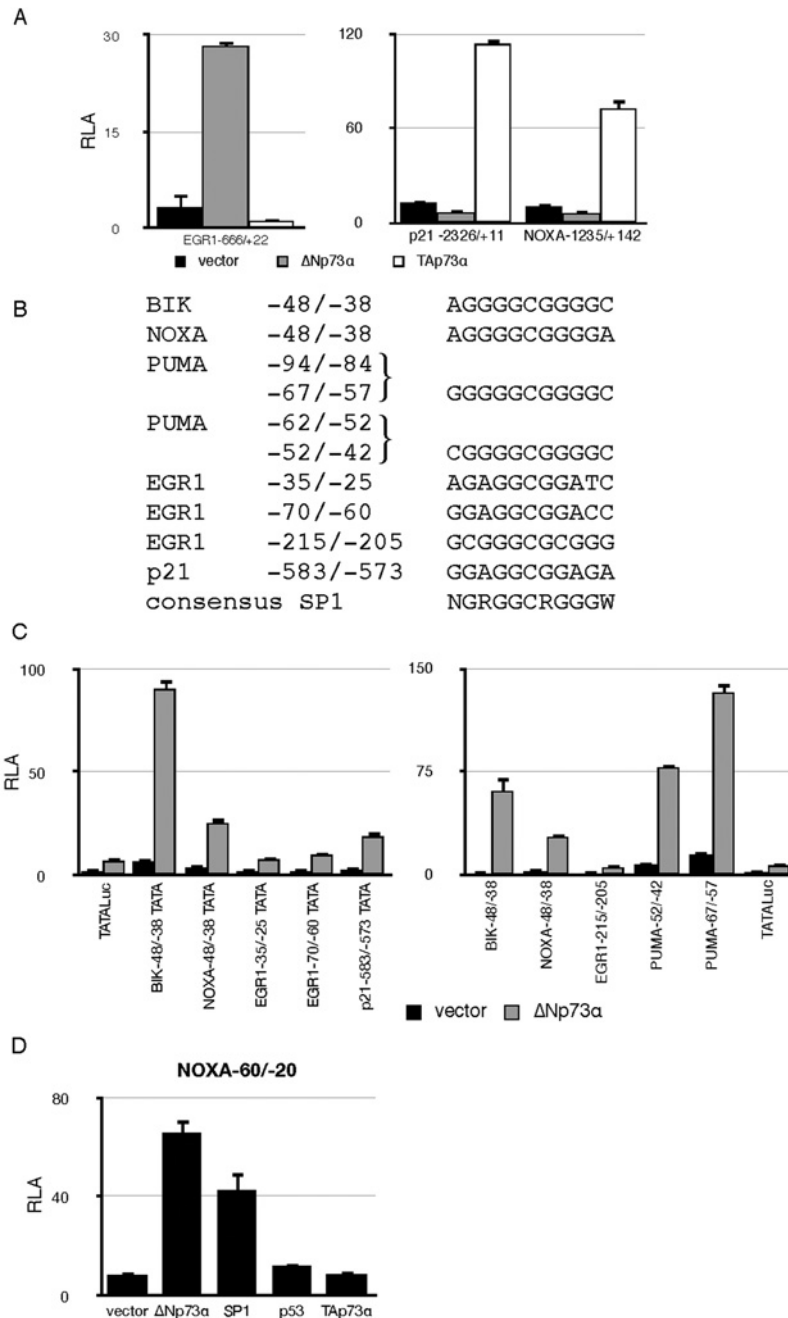 A
RLA
30
15
0
EGR1-666/+22
120
60
0
p21 -2326/+11 NOXA-1235/+142
vector ΔNp73α TAp73α
B
BIK -48/-38 AGGGGCGGGGC
NOXA -48/-38 AGGGGCGGGGA
PUMA -94/-84
-67/-57 GGGGGCGGGGC
PUMA -62/-52
-52/-42 CGGGGCGGGGC
EGR1 -35/-25 AGAGGCGGATC
EGR1 -70/-60 GGAGGCGGACC
EGR1 -215/-205 GCGGGCGCGGG
p21 -583/-573 GGAGGCGGAGA
consensus SP1 NGRGGCRGGGW
C
RLA
100
50
0
TATALuc
BIK-48/-38 TATA
NOXA-48/-38 TATA
EGR1-35/-25 TATA
EGR1-70/-60 TATA
p21-583/-573 TATA
150
75
0
BIK-48/-38
NOXA-48/-38
EGR1-215/-205
PUMA-52/-42
PUMA-67/-57
TATALuc
vector ΔNp73α
D
NOXA-60/-20
RLA
80
40
0
vector ΔNp73α SP1 p53 TAp73α